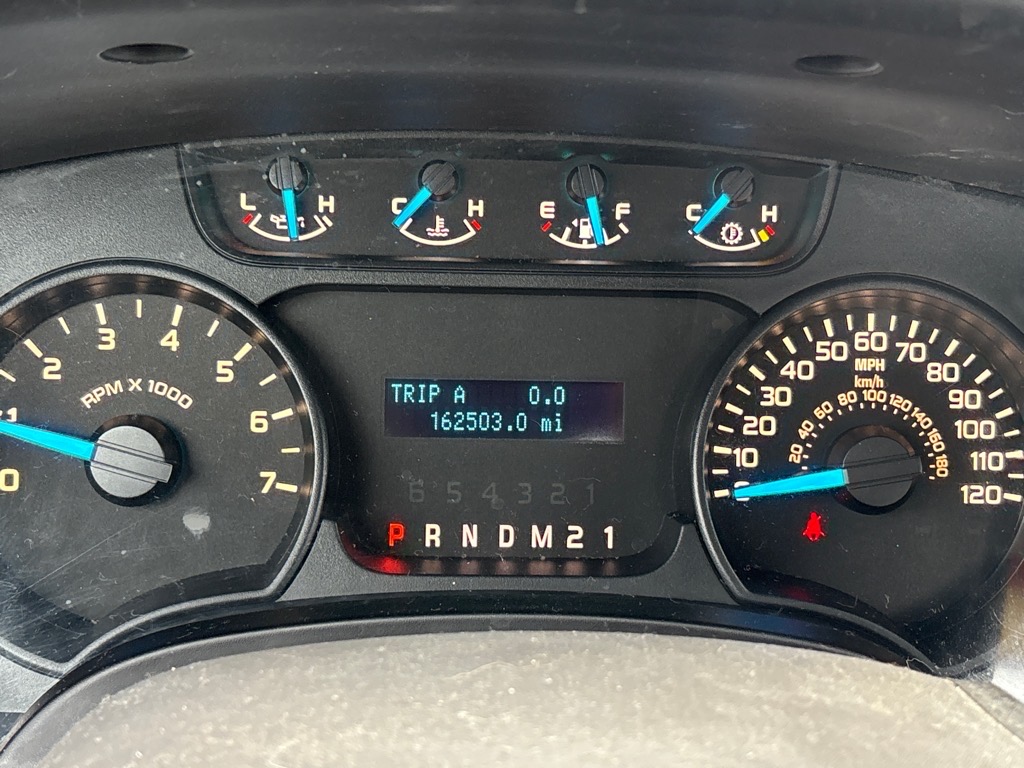 L H
C H
E F
C H
0 1 2 3 4 5 6 7
RPM X 1000
TRIP A 0.0
162503.0 mi
6 5 4 3 2 1
P R N D M 2 1
0 10 20 30 40 50 60 70 80 90 100 110 120
MPH
km/h
20 40 60 80 100 120 140 160 180